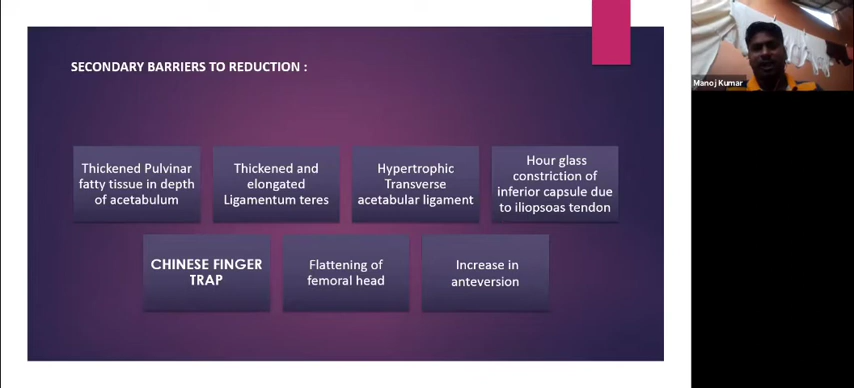 SECONDARY BARRIERS TO REDUCTION :
Thickened Pulvinar
fatty tissue in depth
of acetabulum
Thickened and
elongated
Ligamentum teres
Hypertrophic
Transverse
acetabular ligament
Hour glass
constriction of
inferior capsule due
to iliopsoas tendon
CHINESE FINGER
TRAP
Flattening of
femoral head
Increase in
anteversion
Manoj Kumar